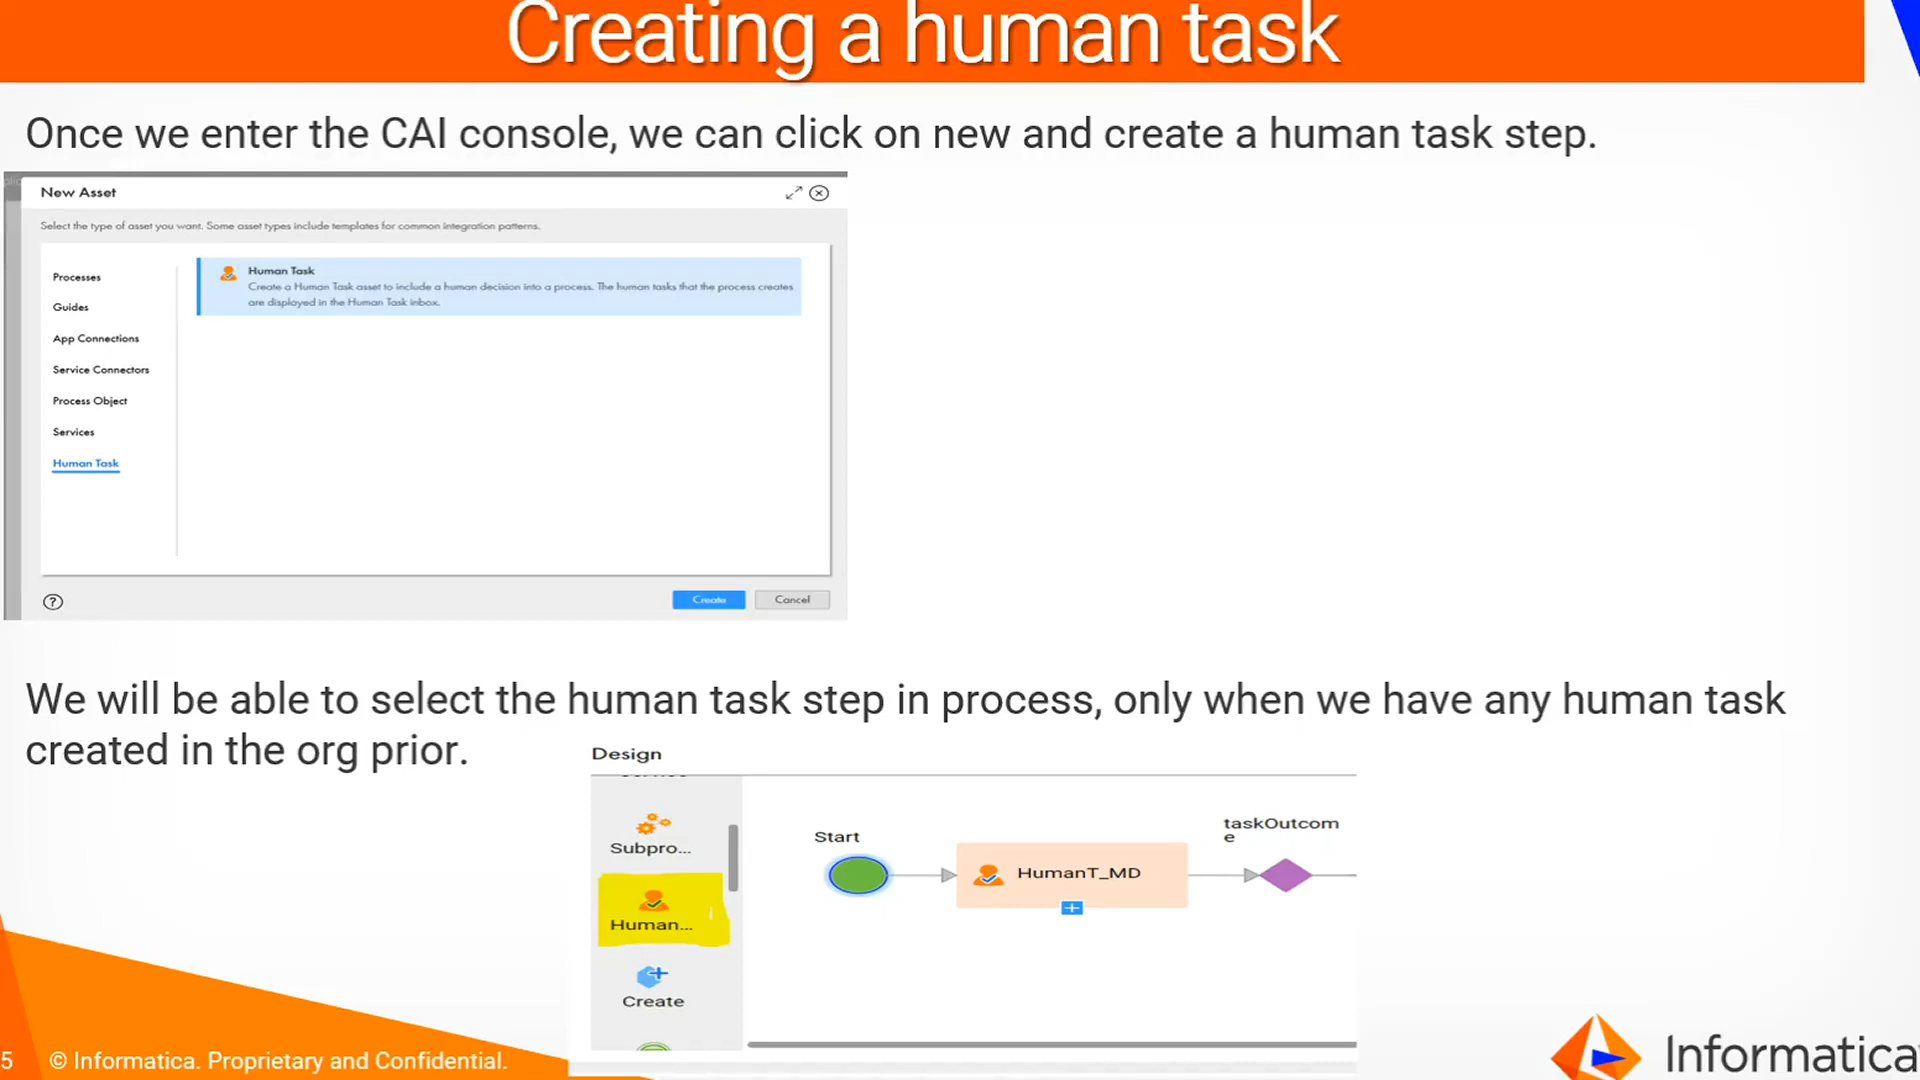 Creating a human task
Once we enter the CAI console, we can click on new and create a human task step.
New Asset
Select the type of asset you want. Some asset types include templates for common integration patterns.
Processes
Guides
App Connections
Service Connectors
Process Object
Services
Human Task
Human Task
Create a Human Task asset to include a human decision into a process. The human tasks that the process creates
are displayed in the Human Task inbox.
?
Create
Cancel
We will be able to select the human task step in process, only when we have any human task
created in the org prior.
Design
Subpro...
Human...
Create
Start
HumanT_MD
taskOutcom
e
5
© Informatica. Proprietary and Confidential.
Informatica